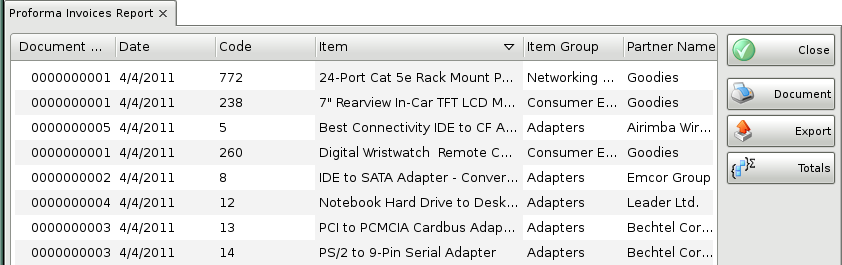 Proforma Invoices Report ×
Document ... Date Code Item Item Group Partner Name
0000000001 4/4/2011 772 24-Port Cat 5e Rack Mount P... Networking ... Goodies
0000000001 4/4/2011 238 7" Rearview In-Car TFT LCD M... Consumer E... Goodies
0000000005 4/4/2011 5 Best Connectivity IDE to CF A... Adapters Airimba Wir...
0000000001 4/4/2011 260 Digital Wristwatch  Remote C... Consumer E... Goodies
0000000002 4/4/2011 8 IDE to SATA Adapter - Conver... Adapters Emcor Group
0000000004 4/4/2011 12 Notebook Hard Drive to Desk... Adapters Leader Ltd.
0000000003 4/4/2011 13 PCI to PCMCIA Cardbus Adap... Adapters Bechtel Cor...
0000000003 4/4/2011 14 PS/2 to 9-Pin Serial Adapter Adapters Bechtel Cor...
Close
Document
Export
Σ Totals